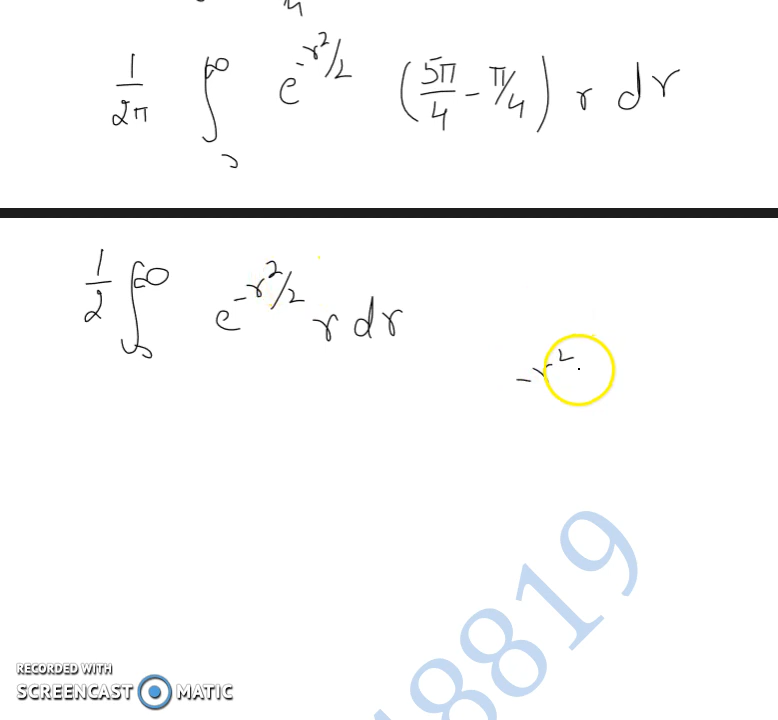 1/2π ∫₀^∞ e^(-r²/2) (5π/4 - π/4) r dr
1/2 ∫₀^∞ e^(-r²/2) r dr
-r²
18819
RECORDED WITH
SCREENCAST MATIC